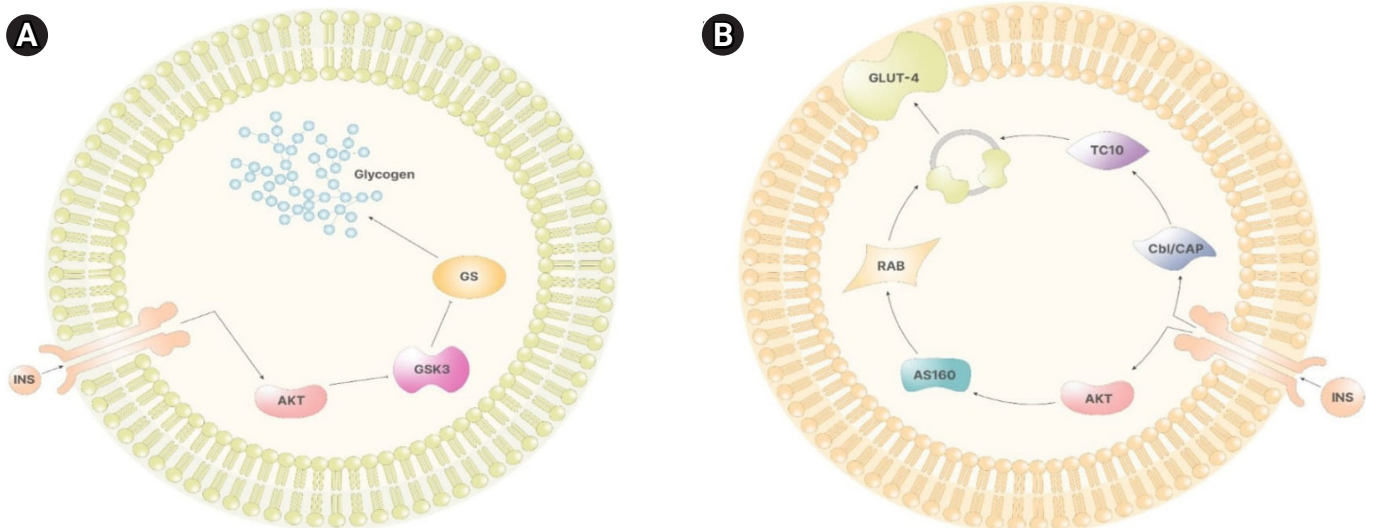 A
Glycogen
GS
GSK3
AKT
INS
B
GLUT-4
TC10
Cbl/CAP
RAB
AS160
AKT
INS